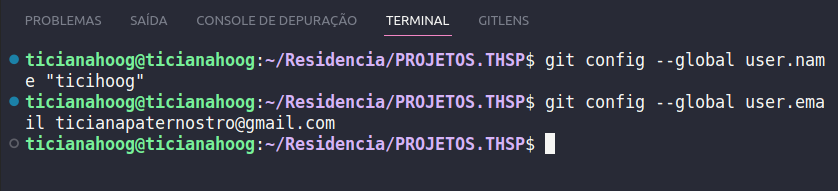 PROBLEMAS SAÍDA CONSOLE DE DEPURAÇÃO TERMINAL GITLENS
ticianahoog@ticianahoog:~/Residencia/PROJETOS.THSP$ git config --global user.nam
e "ticihoog"
ticianahoog@ticianahoog:~/Residencia/PROJETOS.THSP$ git config --global user.ema
il ticianapaternostro@gmail.com
ticianahoog@ticianahoog:~/Residencia/PROJETOS.THSP$